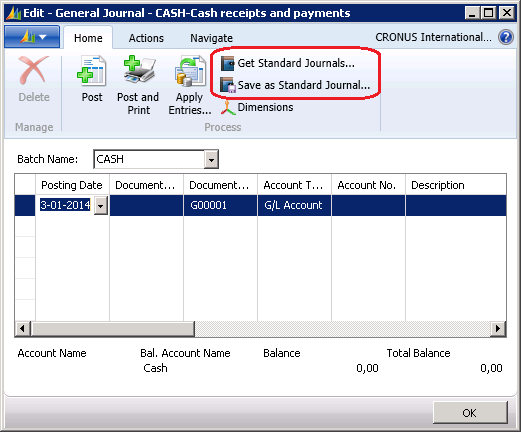 Edit - General Journal - CASH-Cash receipts and payments
Home Actions Navigate CRONUS International...
Delete
Post
Post and Print
Apply Entries...
Get Standard Journals...
Save as Standard Journal...
Dimensions
Manage Process
Batch Name: CASH
Posting Date Document... Document... Account T... Account No. Description
3-01-2014 G00001 G/L Account
Account Name Bal. Account Name Balance Total Balance
Cash 0,00 0,00
OK